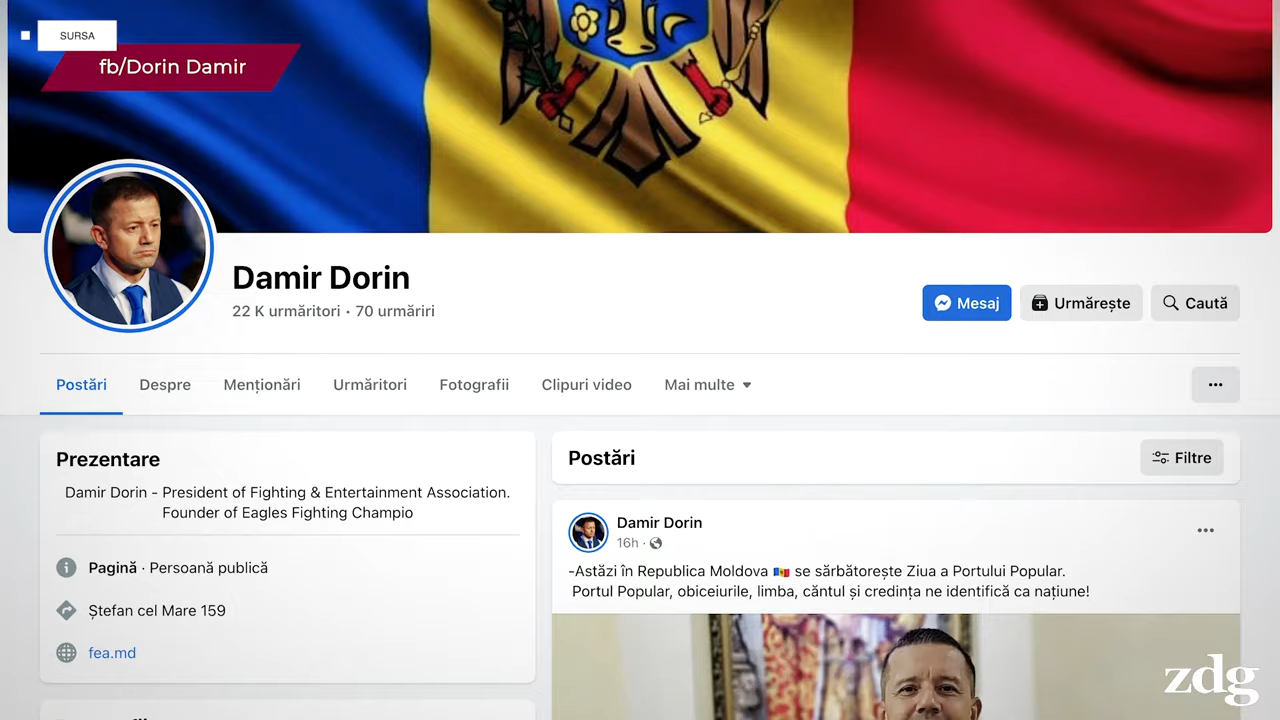 SURSA
fb/Dorin Damir
Damir Dorin
22 K urmăritori · 70 urmăriri
Mesaj
Urmărește
Caută
Postări
Despre
Menționări
Urmăritori
Fotografii
Clipuri video
Mai multe
Prezentare
Damir Dorin - President of Fighting & Entertainment Association.
Founder of Eagles Fighting Champio
Pagină · Persoană publică
Ștefan cel Mare 159
fea.md
Postări
Filtre
Damir Dorin
16h ·
-Astăzi în Republica Moldova 🇲🇩 se sărbătorește Ziua a Portului Popular.
Portul Popular, obiceiurile, limba, căntul și credința ne identifică ca națiune!
zdg